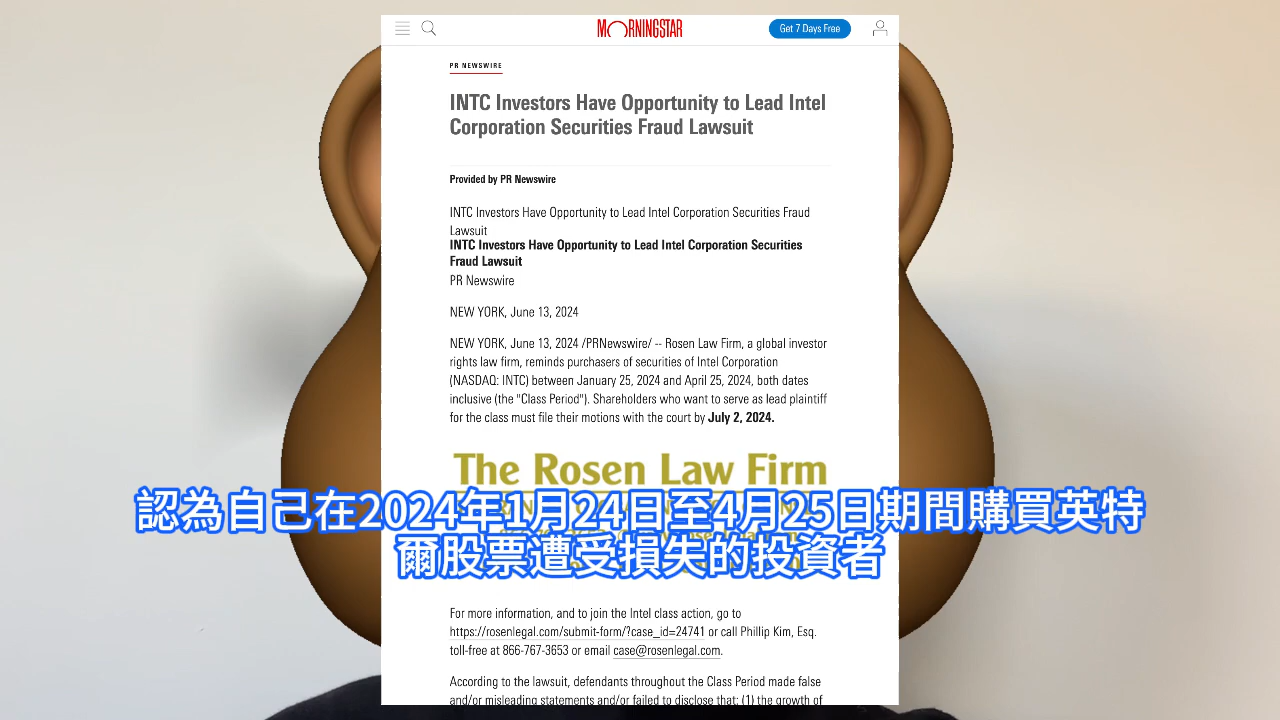 MORNINGSTAR
Get 7 Days Free
PR NEWSWIRE
INTC Investors Have Opportunity to Lead Intel
Corporation Securities Fraud Lawsuit
Provided by PR Newswire
INTC Investors Have Opportunity to Lead Intel Corporation Securities Fraud
Lawsuit
INTC Investors Have Opportunity to Lead Intel Corporation Securities
Fraud Lawsuit
PR Newswire
NEW YORK, June 13, 2024
NEW YORK, June 13, 2024 /PRNewswire/ -- Rosen Law Firm, a global investor
rights law firm, reminds purchasers of securities of Intel Corporation
(NASDAQ: INTC) between January 25, 2024 and April 25, 2024, both dates
inclusive (the "Class Period"). Shareholders who want to serve as lead plaintiff
for the class must file their motions with the court by July 2, 2024.
The Rosen Law Firm
認為自己在2024年1月24日至4月25日期間購買英特
爾股票遭受損失的投資者
For more information, and to join the Intel class action, go to
https://rosenlegal.com/submit-form/?case_id=24741 or call Phillip Kim, Esq.
toll-free at 866-767-3653 or email case@rosenlegal.com.
According to the lawsuit, defendants throughout the Class Period made false
and/or misleading statements and/or failed to disclose that: (1) the growth of